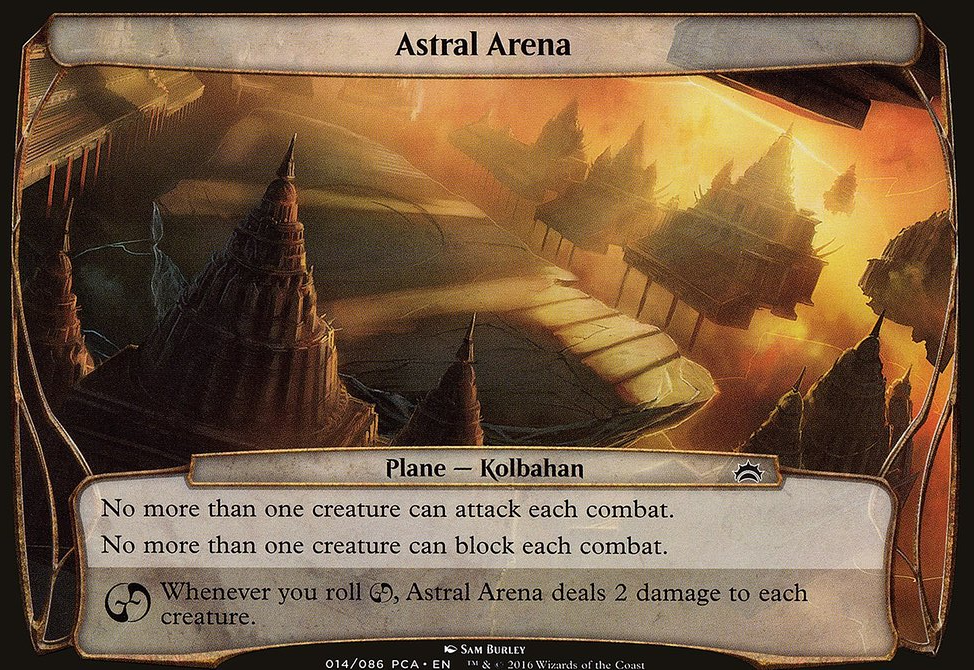 Astral Arena
Plane — Kolbahan
No more than one creature can attack each combat.
No more than one creature can block each combat.
Whenever you roll , Astral Arena deals 2 damage to each
creature.
Sam Burley
014/086 PCA • EN ™ & © 2016 Wizards of the Coast